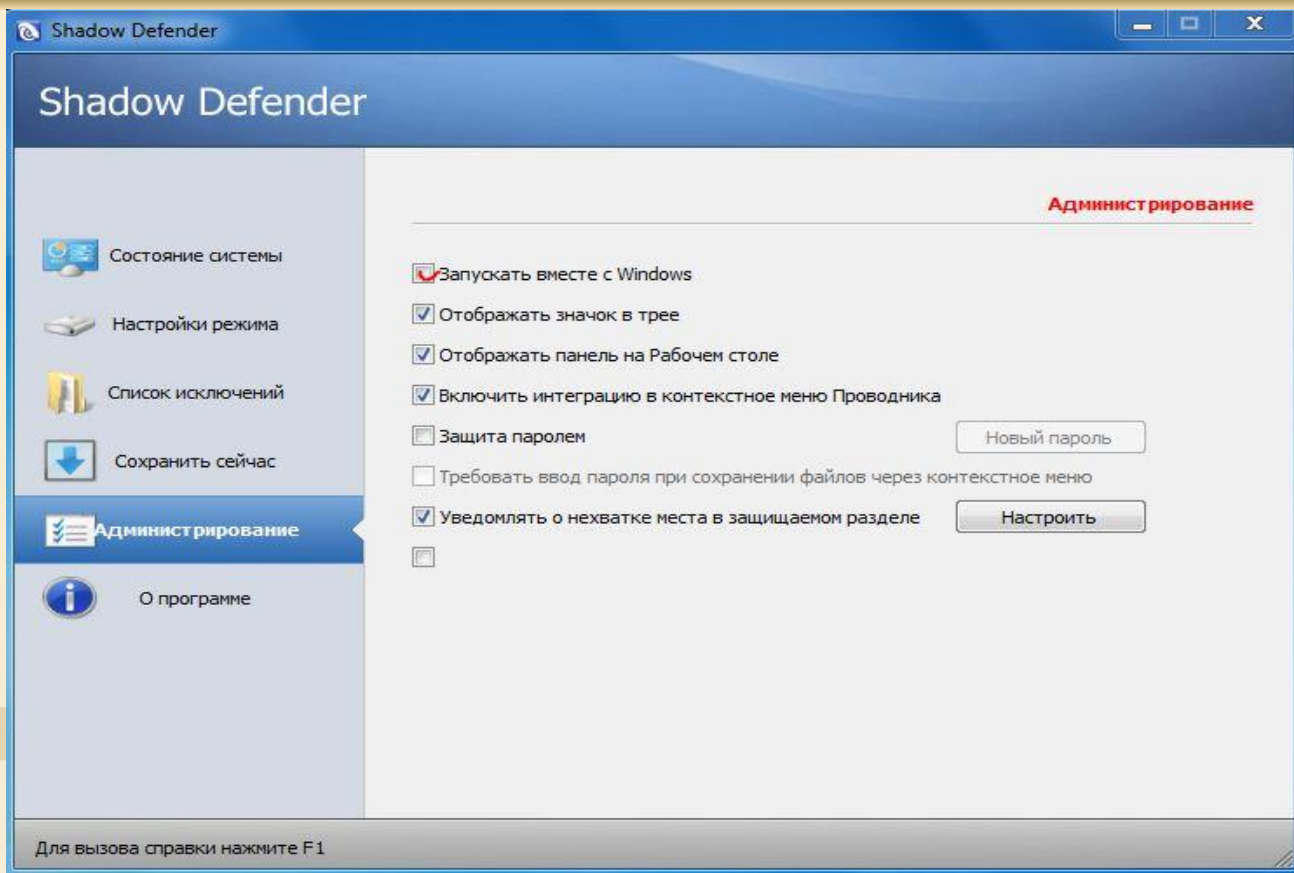 Shadow Defender
Shadow Defender
Администрирование
Состояние системы
Настройки режима
Список исключений
Сохранить сейчас
Администрирование
О программе
Запускать вместе с Windows
Отображать значок в трее
Отображать панель на Рабочем столе
Включить интеграцию в контекстное меню Проводника
Защита паролем
Новый пароль
Требовать ввод пароля при сохранении файлов через контекстное меню
Уведомлять о нехватке места в защищаемом разделе
Настроить
Для вызова справки нажмите F1